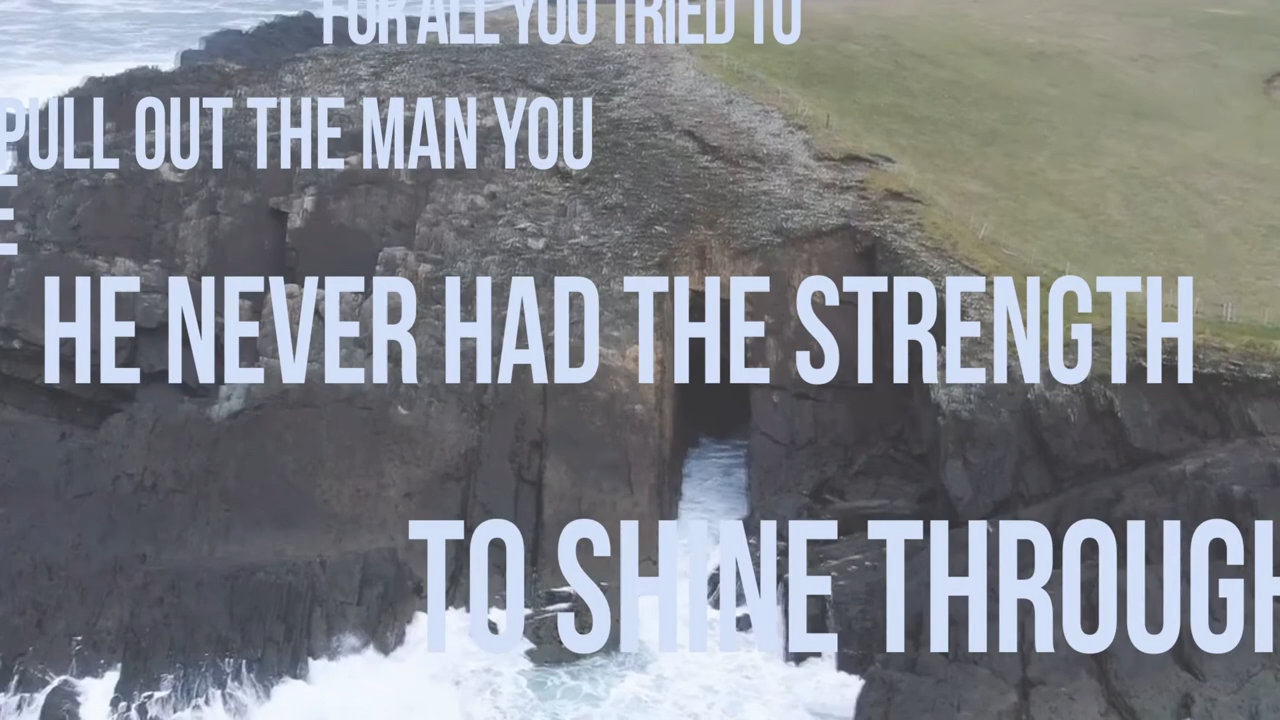 FOR ALL YOU TRIED TO
PULL OUT THE MAN YOU
HE NEVER HAD THE STRENGTH
TO SHINE THROUGH